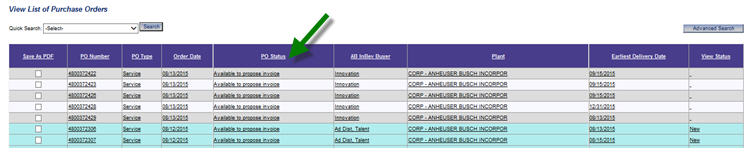 View List of Purchase Orders
Quick Search: -Select- Search Advanced Search
Save As PDF PO Number PO Type Order Date PO Status AB InBev Buyer Plant Earliest Delivery Date View Status
4800372422 Service 08/13/2015 Available to propose invoice Innovation CORP - ANHEUSER BUSCH INCORPOR 09/15/2015
4800372423 Service 08/13/2015 Available to propose invoice Innovation CORP - ANHEUSER BUSCH INCORPOR 09/15/2015
4800372426 Service 08/13/2015 Available to propose invoice Innovation CORP - ANHEUSER BUSCH INCORPOR 09/15/2015
4800372428 Service 08/13/2015 Available to propose invoice Innovation CORP - ANHEUSER BUSCH INCORPOR 12/31/2015
4800372429 Service 08/13/2015 Available to propose invoice Innovation CORP - ANHEUSER BUSCH INCORPOR 08/13/2015
4800372306 Service 08/12/2015 Available to propose invoice Ad Dist, Talent CORP - ANHEUSER BUSCH INCORPOR 08/13/2015 New
4800372307 Service 08/12/2015 Available to propose invoice Ad Dist, Talent CORP - ANHEUSER BUSCH INCORPOR 09/15/2015 New